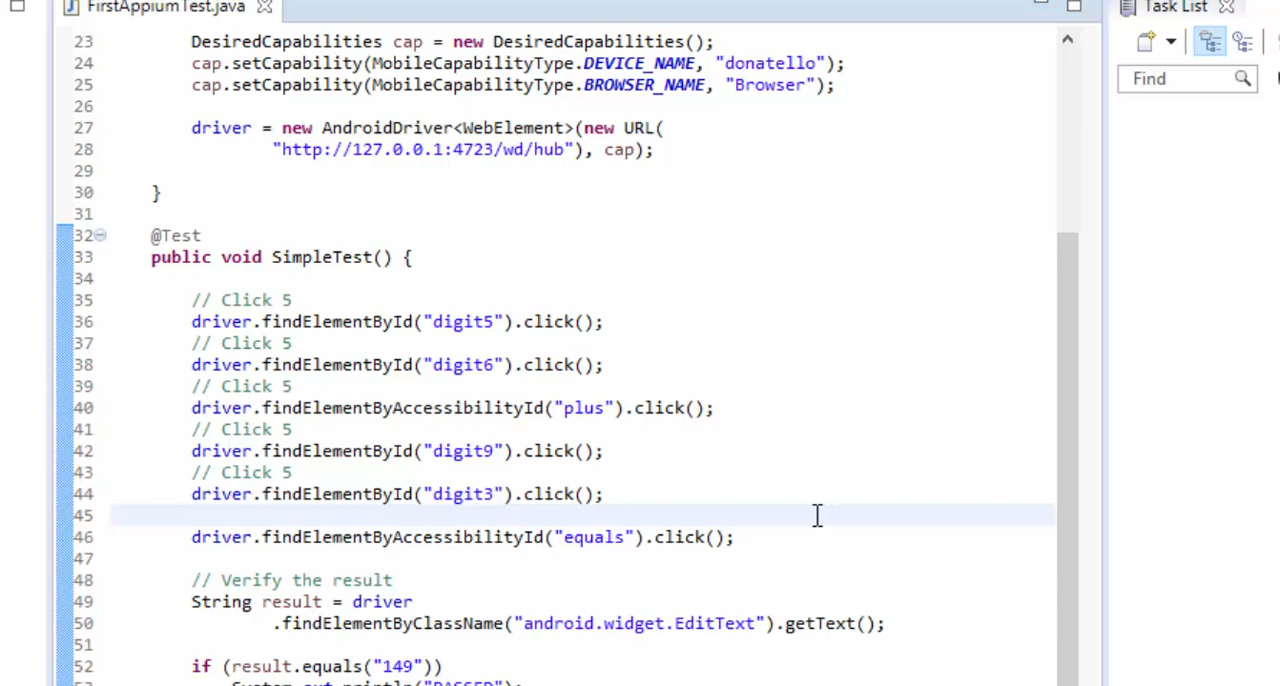 FirstAppiumTest.java
Task List
Find
23 DesiredCapabilities cap = new DesiredCapabilities();
24 cap.setCapability(MobileCapabilityType.DEVICE_NAME, "donatello");
25 cap.setCapability(MobileCapabilityType.BROWSER_NAME, "Browser");
26
27 driver = new AndroidDriver<WebElement>(new URL(
28 "http://127.0.0.1:4723/wd/hub"), cap);
29
30 }
31
32 @Test
33 public void SimpleTest() {
34
35 // Click 5
36 driver.findElementById("digit5").click();
37 // Click 5
38 driver.findElementById("digit6").click();
39 // Click 5
40 driver.findElementByAccessibilityId("plus").click();
41 // Click 5
42 driver.findElementById("digit9").click();
43 // Click 5
44 driver.findElementById("digit3").click();
45
46 driver.findElementByAccessibilityId("equals").click();
47
48 // Verify the result
49 String result = driver
50 .findElementByClassName("android.widget.EditText").getText();
51
52 if (result.equals("149"))
53 System.out.println("PASSED");